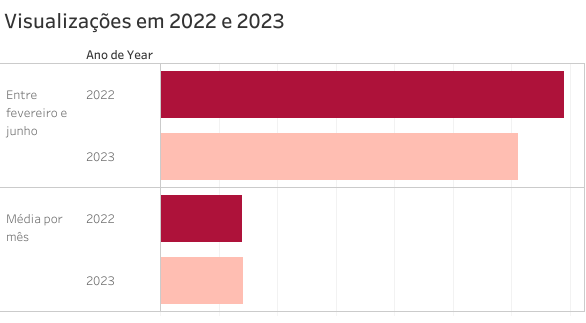 Visualizações em 2022 e 2023
Ano de Year
Entre
fevereiro e
junho
2022
2023
Média por
mês
2022
2023